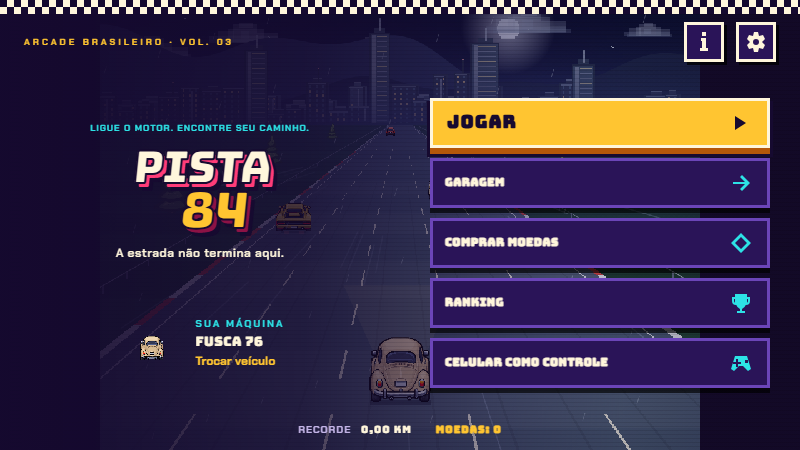 ARCADE BRASILEIRO · VOL. 03
LIGUE O MOTOR. ENCONTRE SEU CAMINHO.
PISTA
84
A estrada não termina aqui.
SUA MÁQUINA
FUSCA 76
Trocar veículo
JOGAR
GARAGEM
COMPRAR MOEDAS
RANKING
CELULAR COMO CONTROLE
RECORDE 0,00 KM MOEDAS: 0